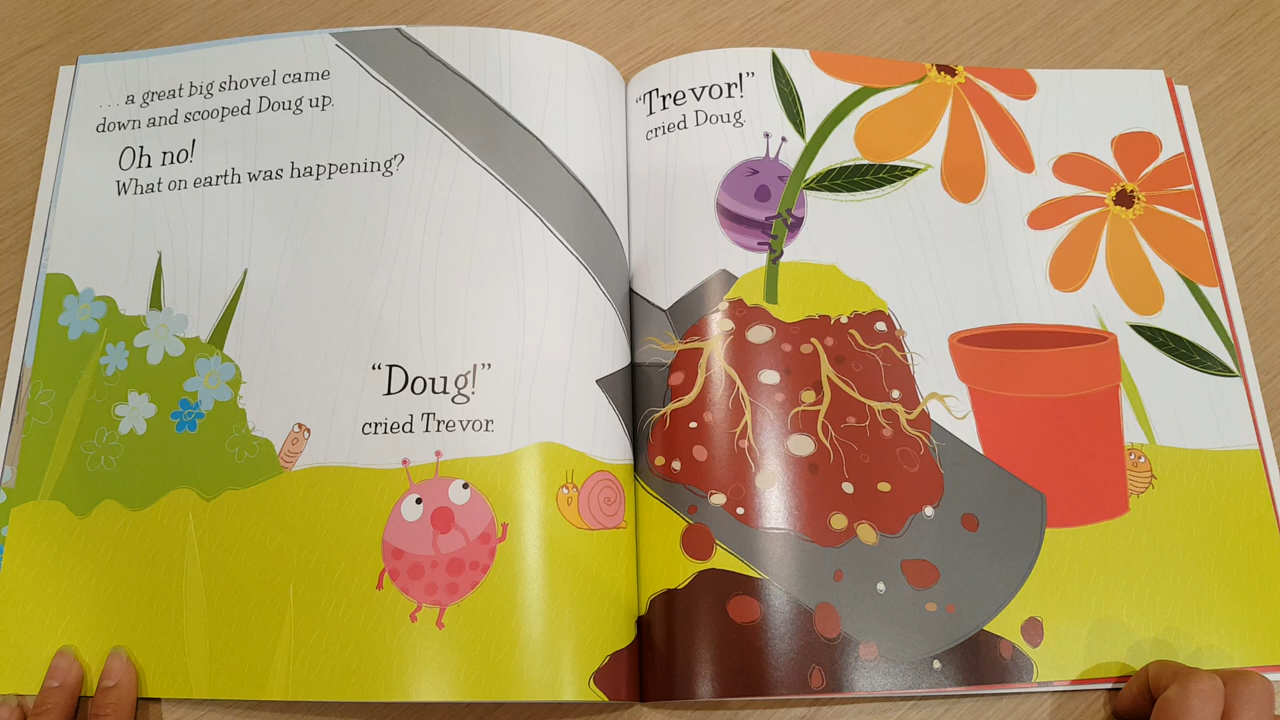 ... a great big shovel came
down and scooped Doug up.
Oh no!
What on earth was happening?
“Doug!”
cried Trevor.
“Trevor!”
cried Doug.